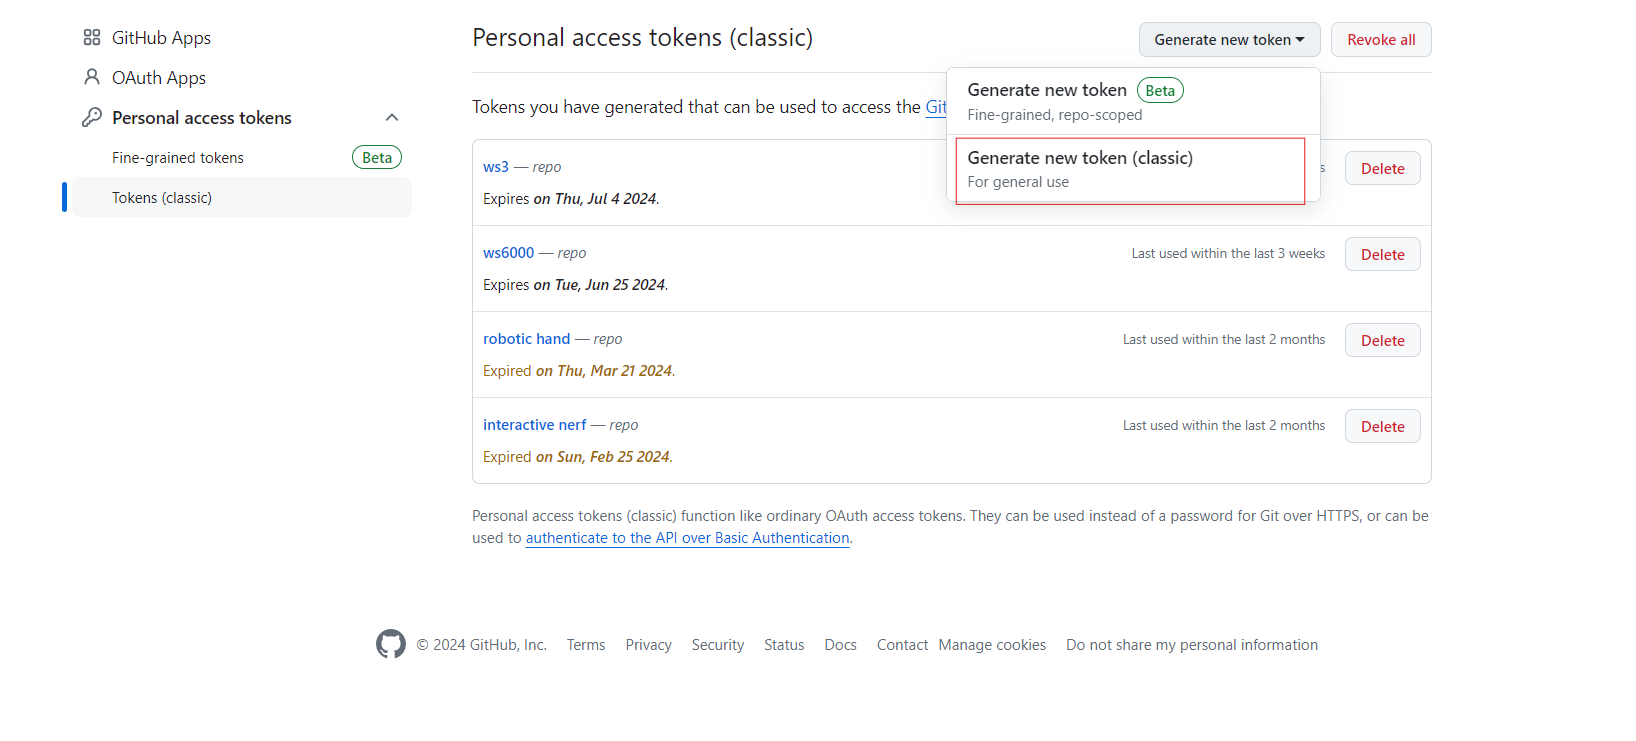 GitHub Apps
OAuth Apps
Personal access tokens
Fine-grained tokens Beta
Tokens (classic)
Personal access tokens (classic)
Generate new token
Revoke all
Generate new token Beta
Fine-grained, repo-scoped
Generate new token (classic)
For general use
Tokens you have generated that can be used to access the Git
ws3 — repo
s
Delete
Expires on Thu, Jul 4 2024.
ws6000 — repo
Last used within the last 3 weeks
Delete
Expires on Tue, Jun 25 2024.
robotic hand — repo
Last used within the last 2 months
Delete
Expired on Thu, Mar 21 2024.
interactive nerf — repo
Last used within the last 2 months
Delete
Expired on Sun, Feb 25 2024.
Personal access tokens (classic) function like ordinary OAuth access tokens. They can be used instead of a password for Git over HTTPS, or can be
used to authenticate to the API over Basic Authentication.
© 2024 GitHub, Inc. Terms Privacy Security Status Docs Contact Manage cookies Do not share my personal information